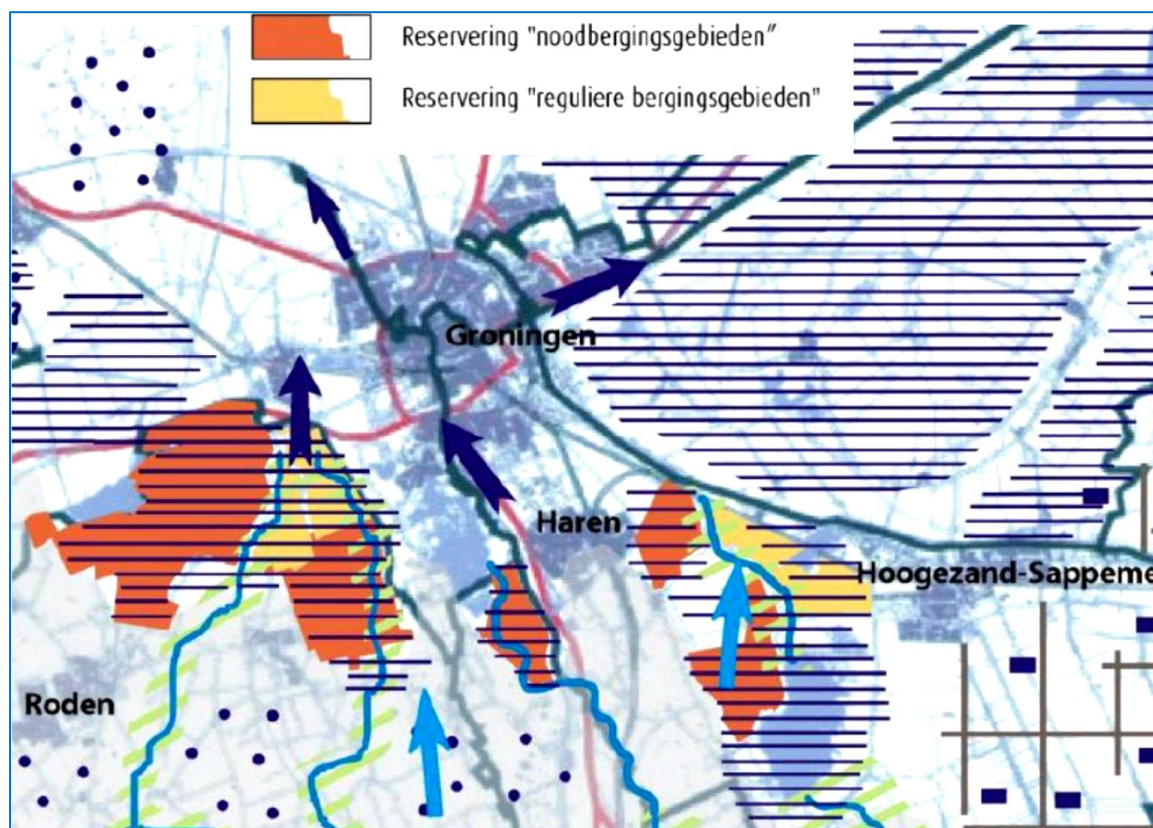 Reservering "noodbergingsgebieden"
Reservering "reguliere bergingsgebieden"
Groningen
Haren
Hoogezand-Sappeme
Roden